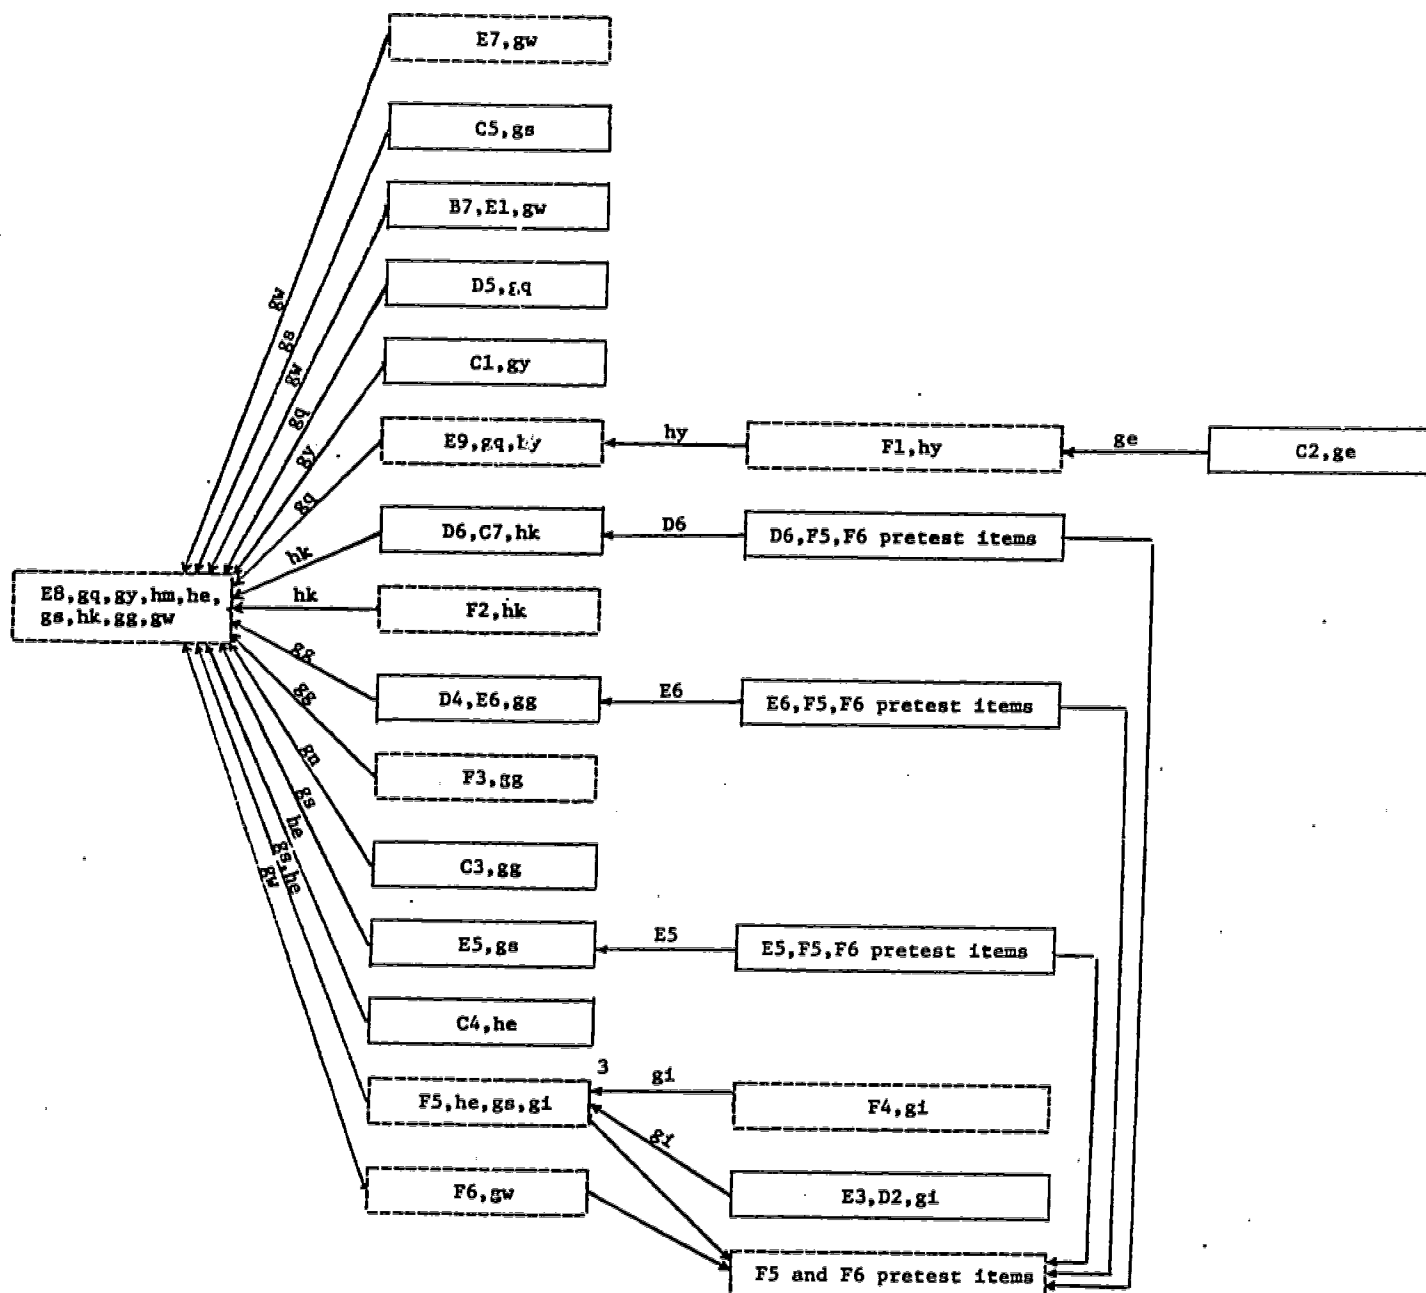 E7,gw
C5,gs
B7,E1,gw
D5,gq
C1,gy
E9,gq,hy
hy
F1,hy
ge
C2,ge
D6,C7,hk
D6
D6,F5,F6 pretest items
E8,gq,gy,hm,he,
gs,hk,gg,gw
F2,hk
D4,E6,gg
E6
E6,F5,F6 pretest items
F3,gg
C3,gg
E5,gs
E5
E5,F5,F6 pretest items
C4,he
F5,he,gs,gi
3
gi
F4,gi
gi
E3,D2,gi
F6,gw
F5 and F6 pretest items
gw
gs
gw
gq
gy
gq
hk
hk
gg
gg
gs
he
gs,he
gw